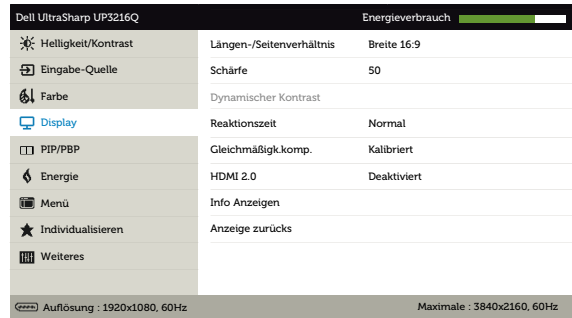 Dell UltraSharp UP3216Q Energieverbrauch
Helligkeit/Kontrast
Eingabe-Quelle
Farbe
Display
PIP/PBP
Energie
Menü
Individualisieren
Weiteres
Längen-/Seitenverhältnis Breite 16:9
Schärfe 50
Dynamischer Kontrast
Reaktionszeit Normal
Gleichmäßigk.komp. Kalibriert
HDMI 2.0 Deaktiviert
Info Anzeigen
Anzeige zurücks
Auflösung : 1920x1080, 60Hz Maximale : 3840x2160, 60Hz